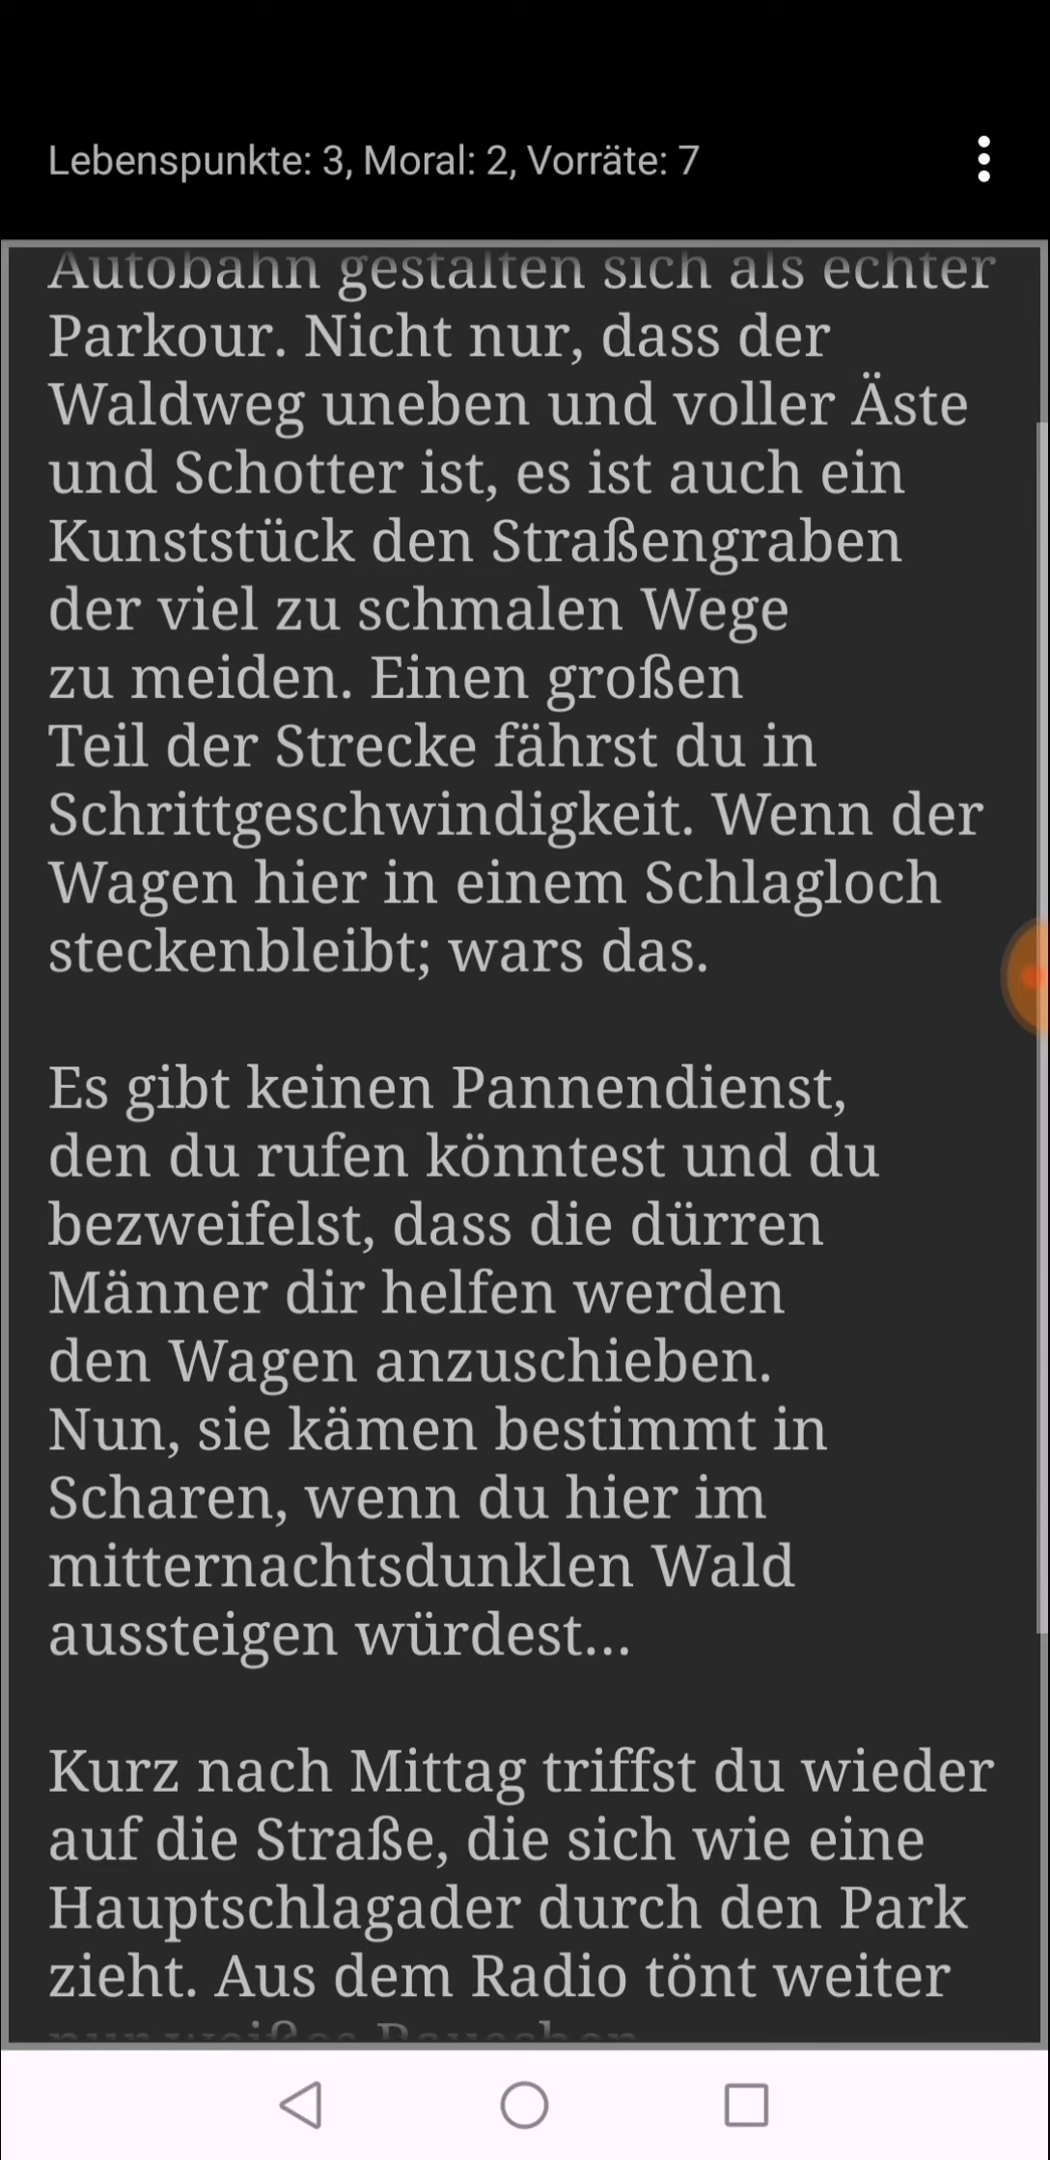 Lebenspunkte: 3, Moral: 2, Vorräte: 7
Autobahn gestalten sich als echter
Parkour. Nicht nur, dass der
Waldweg uneben und voller Äste
und Schotter ist, es ist auch ein
Kunststück den Straßengraben
der viel zu schmalen Wege
zu meiden. Einen großen
Teil der Strecke fährst du in
Schrittgeschwindigkeit. Wenn der
Wagen hier in einem Schlagloch
steckenbleibt; wars das.
Es gibt keinen Pannendienst,
den du rufen könntest und du
bezweifelst, dass die dürren
Männer dir helfen werden
den Wagen anzuschieben.
Nun, sie kämen bestimmt in
Scharen, wenn du hier im
mitternachtsdunklen Wald
aussteigen würdest...
Kurz nach Mittag triffst du wieder
auf die Straße, die sich wie eine
Hauptschlagader durch den Park
zieht. Aus dem Radio tönt weiter
nur weißes Rauschen